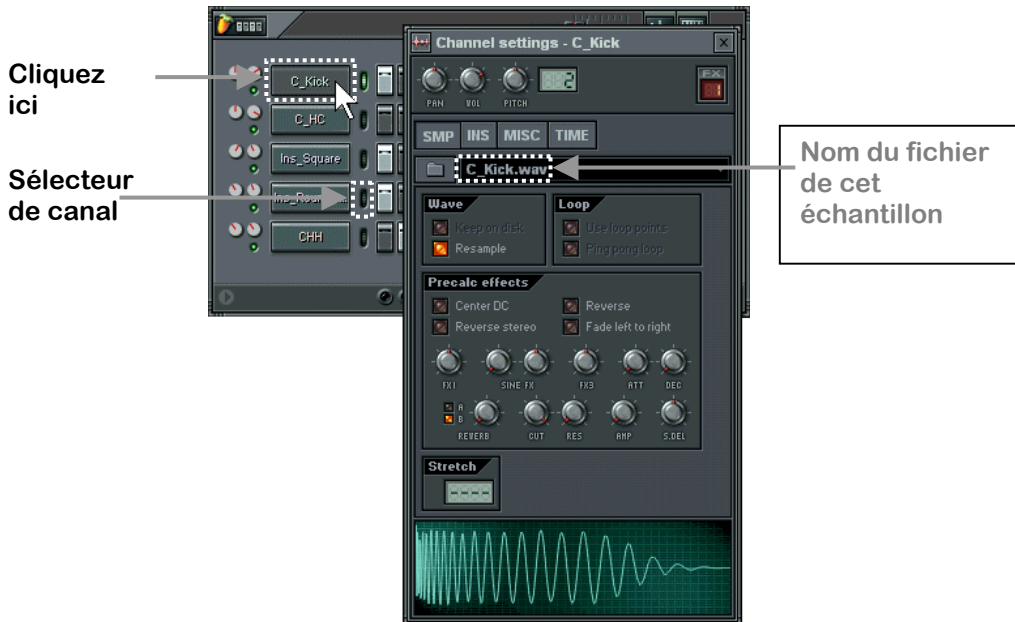 Cliquez
ici
Sélecteur
de canal
C_Kick
C_HC
Ins_Square
CHH
Channel settings - C_Kick
PAN VOL PITCH
2
FX
1
SMP INS MISC TIME
C_Kick.wav
Nom du fichier
de cet
échantillon
Wave
Keep on disk
Resample
Loop
Use loop points
Ping pong loop
Precalc effects
Center DC
Reverse
Reverse stereo
Fade left to right
FX1 SINE FX FX3 ATT DEC
A
B
REVERB CUT RES AMP S.DEL
Stretch
----